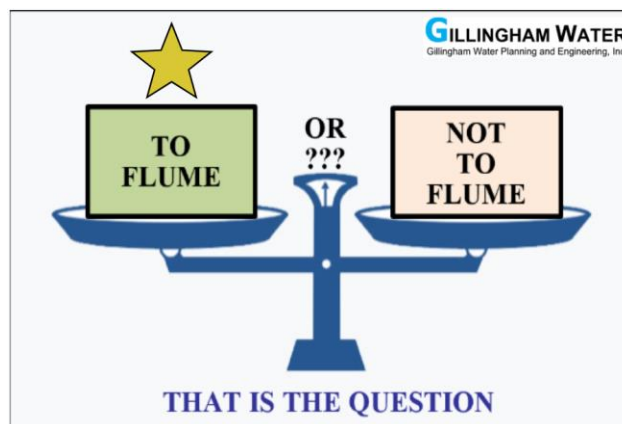 GILLINGHAM WATER
Gillingham Water Planning and Engineering, Inc
TO
FLUME
OR
???
NOT
TO
FLUME
THAT IS THE QUESTION